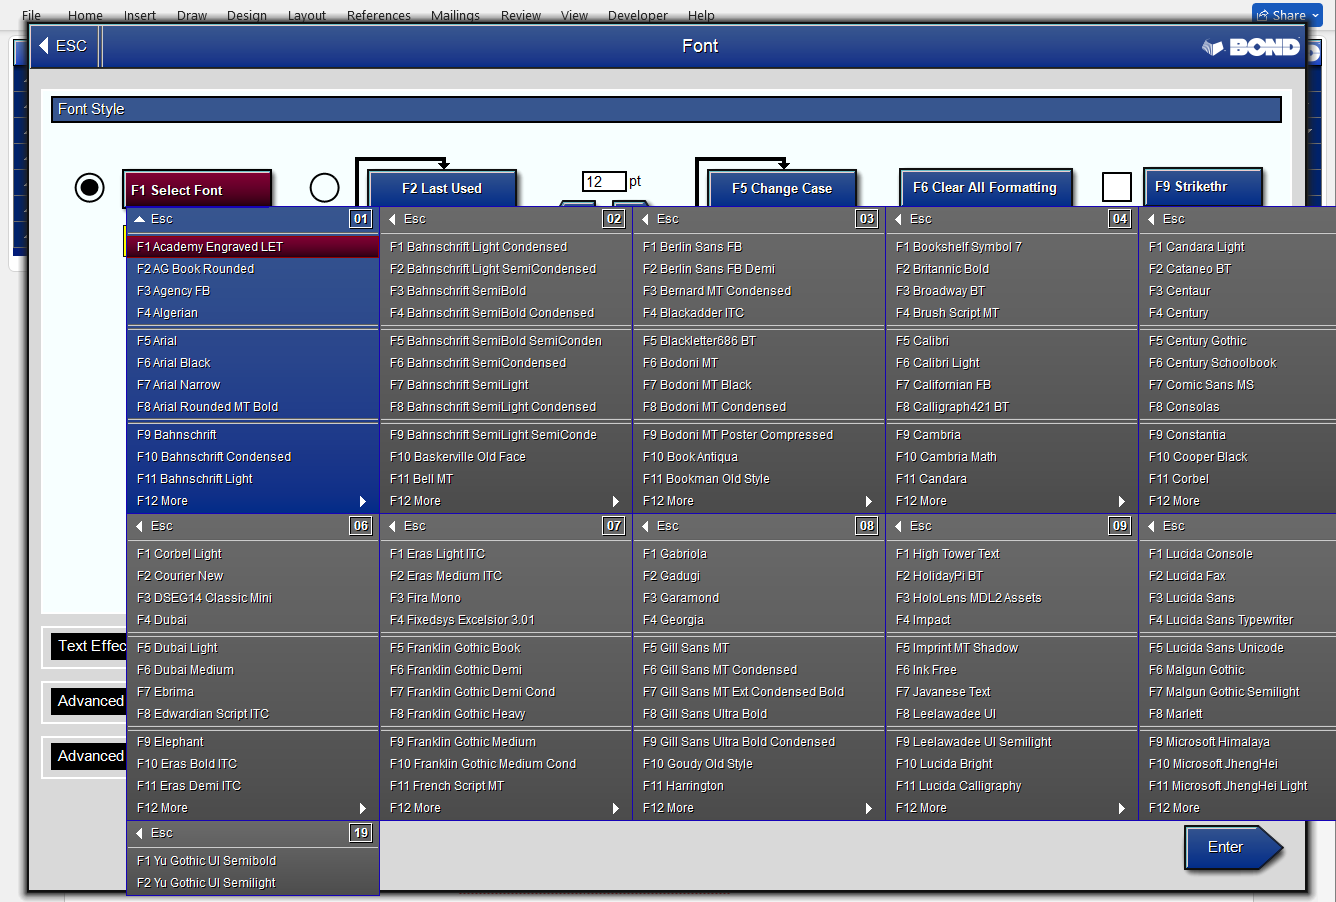 File Home Insert Draw Design Layout References Mailings Review View Developer Help Share
ESC Font BOND
Font Style
F1 Select Font F2 Last Used 12 pt F5 Change Case F6 Clear All Formatting F9 Strikethr
Esc 01
F1 Academy Engraved LET
F2 AG Book Rounded
F3 Agency FB
F4 Algerian
F5 Arial
F6 Arial Black
F7 Arial Narrow
F8 Arial Rounded MT Bold
F9 Bahnschrift
F10 Bahnschrift Condensed
F11 Bahnschrift Light
F12 More
Esc 02
F1 Bahnschrift Light Condensed
F2 Bahnschrift Light SemiCondensed
F3 Bahnschrift SemiBold
F4 Bahnschrift SemiBold Condensed
F5 Bahnschrift SemiBold SemiConden
F6 Bahnschrift SemiCondensed
F7 Bahnschrift SemiLight
F8 Bahnschrift SemiLight Condensed
F9 Bahnschrift SemiLight SemiConde
F10 Baskerville Old Face
F11 Bell MT
F12 More
Esc 03
F1 Berlin Sans FB
F2 Berlin Sans FB Demi
F3 Bernard MT Condensed
F4 Blackadder ITC
F5 Blackletter686 BT
F6 Bodoni MT
F7 Bodoni MT Black
F8 Bodoni MT Condensed
F9 Bodoni MT Poster Compressed
F10 Book Antiqua
F11 Bookman Old Style
F12 More
Esc 04
F1 Bookshelf Symbol 7
F2 Britannic Bold
F3 Broadway BT
F4 Brush Script MT
F5 Calibri
F6 Calibri Light
F7 Californian FB
F8 Calligraph421 BT
F9 Cambria
F10 Cambria Math
F11 Candara
F12 More
Esc
F1 Candara Light
F2 Cataneo BT
F3 Centaur
F4 Century
F5 Century Gothic
F6 Century Schoolbook
F7 Comic Sans MS
F8 Consolas
F9 Constantia
F10 Cooper Black
F11 Corbel
F12 More
Esc 06
F1 Corbel Light
F2 Courier New
F3 DSEG14 Classic Mini
F4 Dubai
F5 Dubai Light
F6 Dubai Medium
F7 Ebrima
F8 Edwardian Script ITC
F9 Elephant
F10 Eras Bold ITC
F11 Eras Demi ITC
F12 More
Esc 07
F1 Eras Light ITC
F2 Eras Medium ITC
F3 Fira Mono
F4 Fixedsys Excelsior 3.01
F5 Franklin Gothic Book
F6 Franklin Gothic Demi
F7 Franklin Gothic Demi Cond
F8 Franklin Gothic Heavy
F9 Franklin Gothic Medium
F10 Franklin Gothic Medium Cond
F11 French Script MT
F12 More
Esc 08
F1 Gabriola
F2 Gadugi
F3 Garamond
F4 Georgia
F5 Gill Sans MT
F6 Gill Sans MT Condensed
F7 Gill Sans MT Ext Condensed Bold
F8 Gill Sans Ultra Bold
F9 Gill Sans Ultra Bold Condensed
F10 Goudy Old Style
F11 Harrington
F12 More
Esc 09
F1 High Tower Text
F2 HolidayPi BT
F3 HoloLens MDL2 Assets
F4 Impact
F5 Imprint MT Shadow
F6 Ink Free
F7 Javanese Text
F8 Leelawadee UI
F9 Leelawadee UI Semilight
F10 Lucida Bright
F11 Lucida Calligraphy
F12 More
Esc
F1 Lucida Console
F2 Lucida Fax
F3 Lucida Sans
F4 Lucida Sans Typewriter
F5 Lucida Sans Unicode
F6 Malgun Gothic
F7 Malgun Gothic Semilight
F8 Marlett
F9 Microsoft Himalaya
F10 Microsoft JhengHei
F11 Microsoft JhengHei Light
F12 More
Esc 19
F1 Yu Gothic UI Semibold
F2 Yu Gothic UI Semilight
Text Effec
Advanced
Advanced
Enter